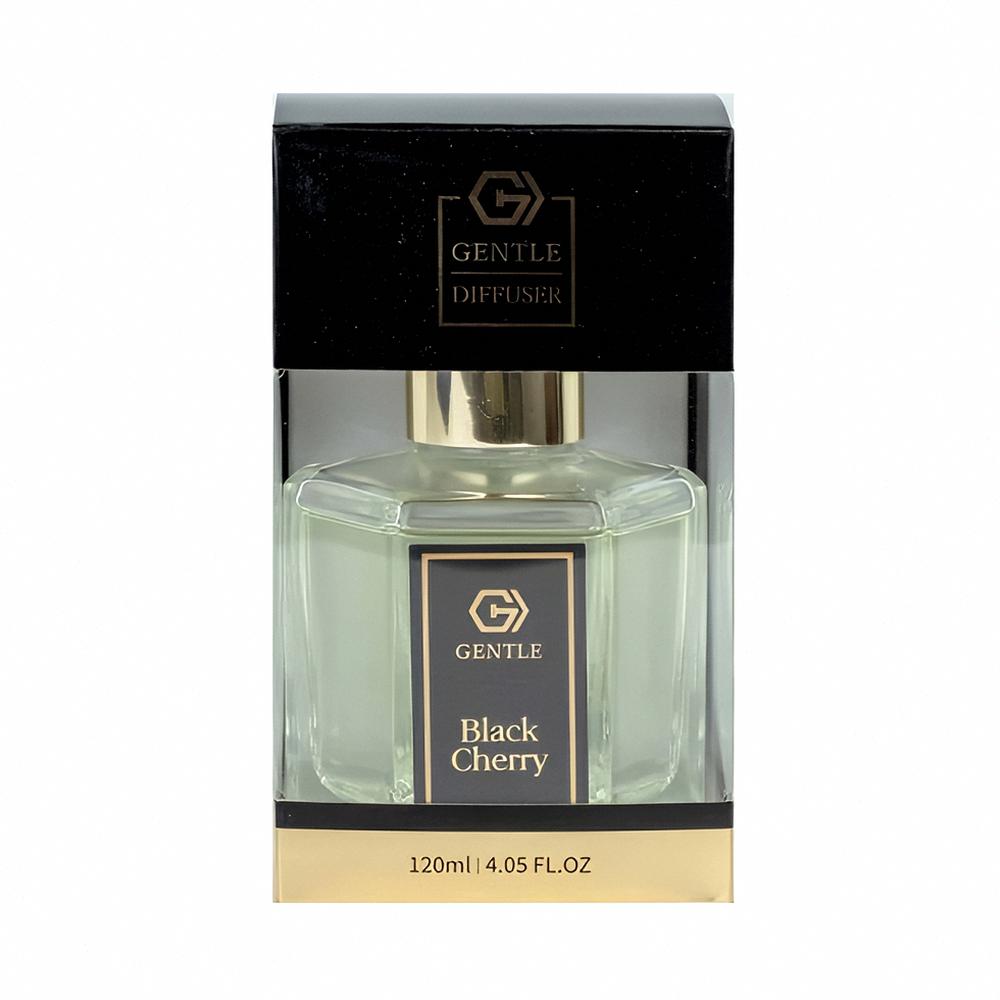 GENTLE
DIFFUSER
GENTLE
Black
Cherry
120ml | 4.05 FL.OZ